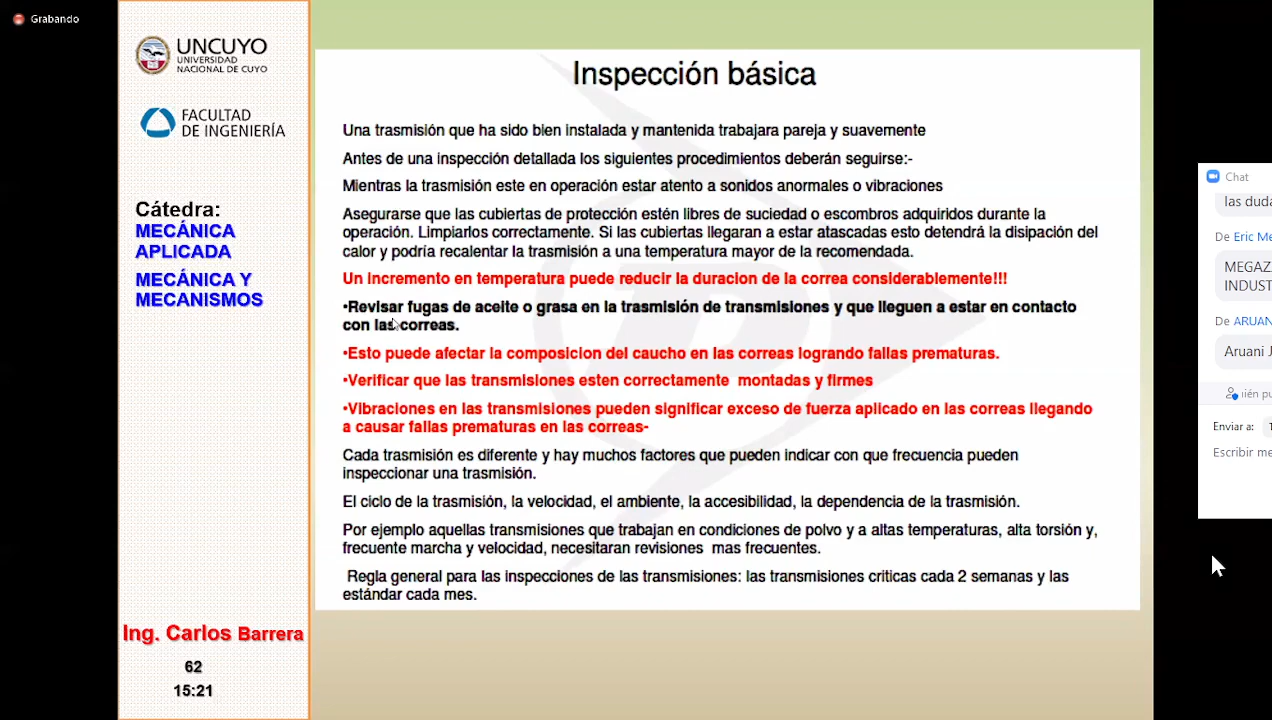 Grabando
UNCUYO
UNIVERSIDAD
NACIONAL DE CUYO
FACULTAD
DE INGENIERÍA
Cátedra:
MECÁNICA
APLICADA
MECÁNICA Y
MECANISMOS
Ing. Carlos Barrera
62
15:21
Inspección básica
Una trasmisión que ha sido bien instalada y mantenida trabajara pareja y suavemente
Antes de una inspección detallada los siguientes procedimientos deberán seguirse:-
Mientras la trasmisión este en operación estar atento a sonidos anormales o vibraciones
Asegurarse que las cubiertas de protección estén libres de suciedad o escombros adquiridos durante la
operación. Limpiarlos correctamente. Si las cubiertas llegaran a estar atascadas esto detendrá la disipación del
calor y podría recalentar la trasmisión a una temperatura mayor de la recomendada.
Un incremento en temperatura puede reducir la duracion de la correa considerablemente!!!
•Revisar fugas de aceite o grasa en la trasmisión de transmisiones y que lleguen a estar en contacto
con las correas.
•Esto puede afectar la composicion del caucho en las correas logrando fallas prematuras.
•Verificar que las transmisiones esten correctamente montadas y firmes
•Vibraciones en las transmisiones pueden significar exceso de fuerza aplicado en las correas llegando
a causar fallas prematuras en las correas-
Cada trasmisión es diferente y hay muchos factores que pueden indicar con que frecuencia pueden
inspeccionar una trasmisión.
El ciclo de la trasmisión, la velocidad, el ambiente, la accesibilidad, la dependencia de la trasmisión.
Por ejemplo aquellas transmisiones que trabajan en condiciones de polvo y a altas temperaturas, alta torsión y,
frecuente marcha y velocidad, necesitaran revisiones mas frecuentes.
Regla general para las inspecciones de las transmisiones: las transmisiones criticas cada 2 semanas y las
estándar cada mes.
Chat
las duda
De Eric Me
MEGAZ
INDUST
De ARUAN
Aruani J
ién pu
Enviar a:
Escribir me